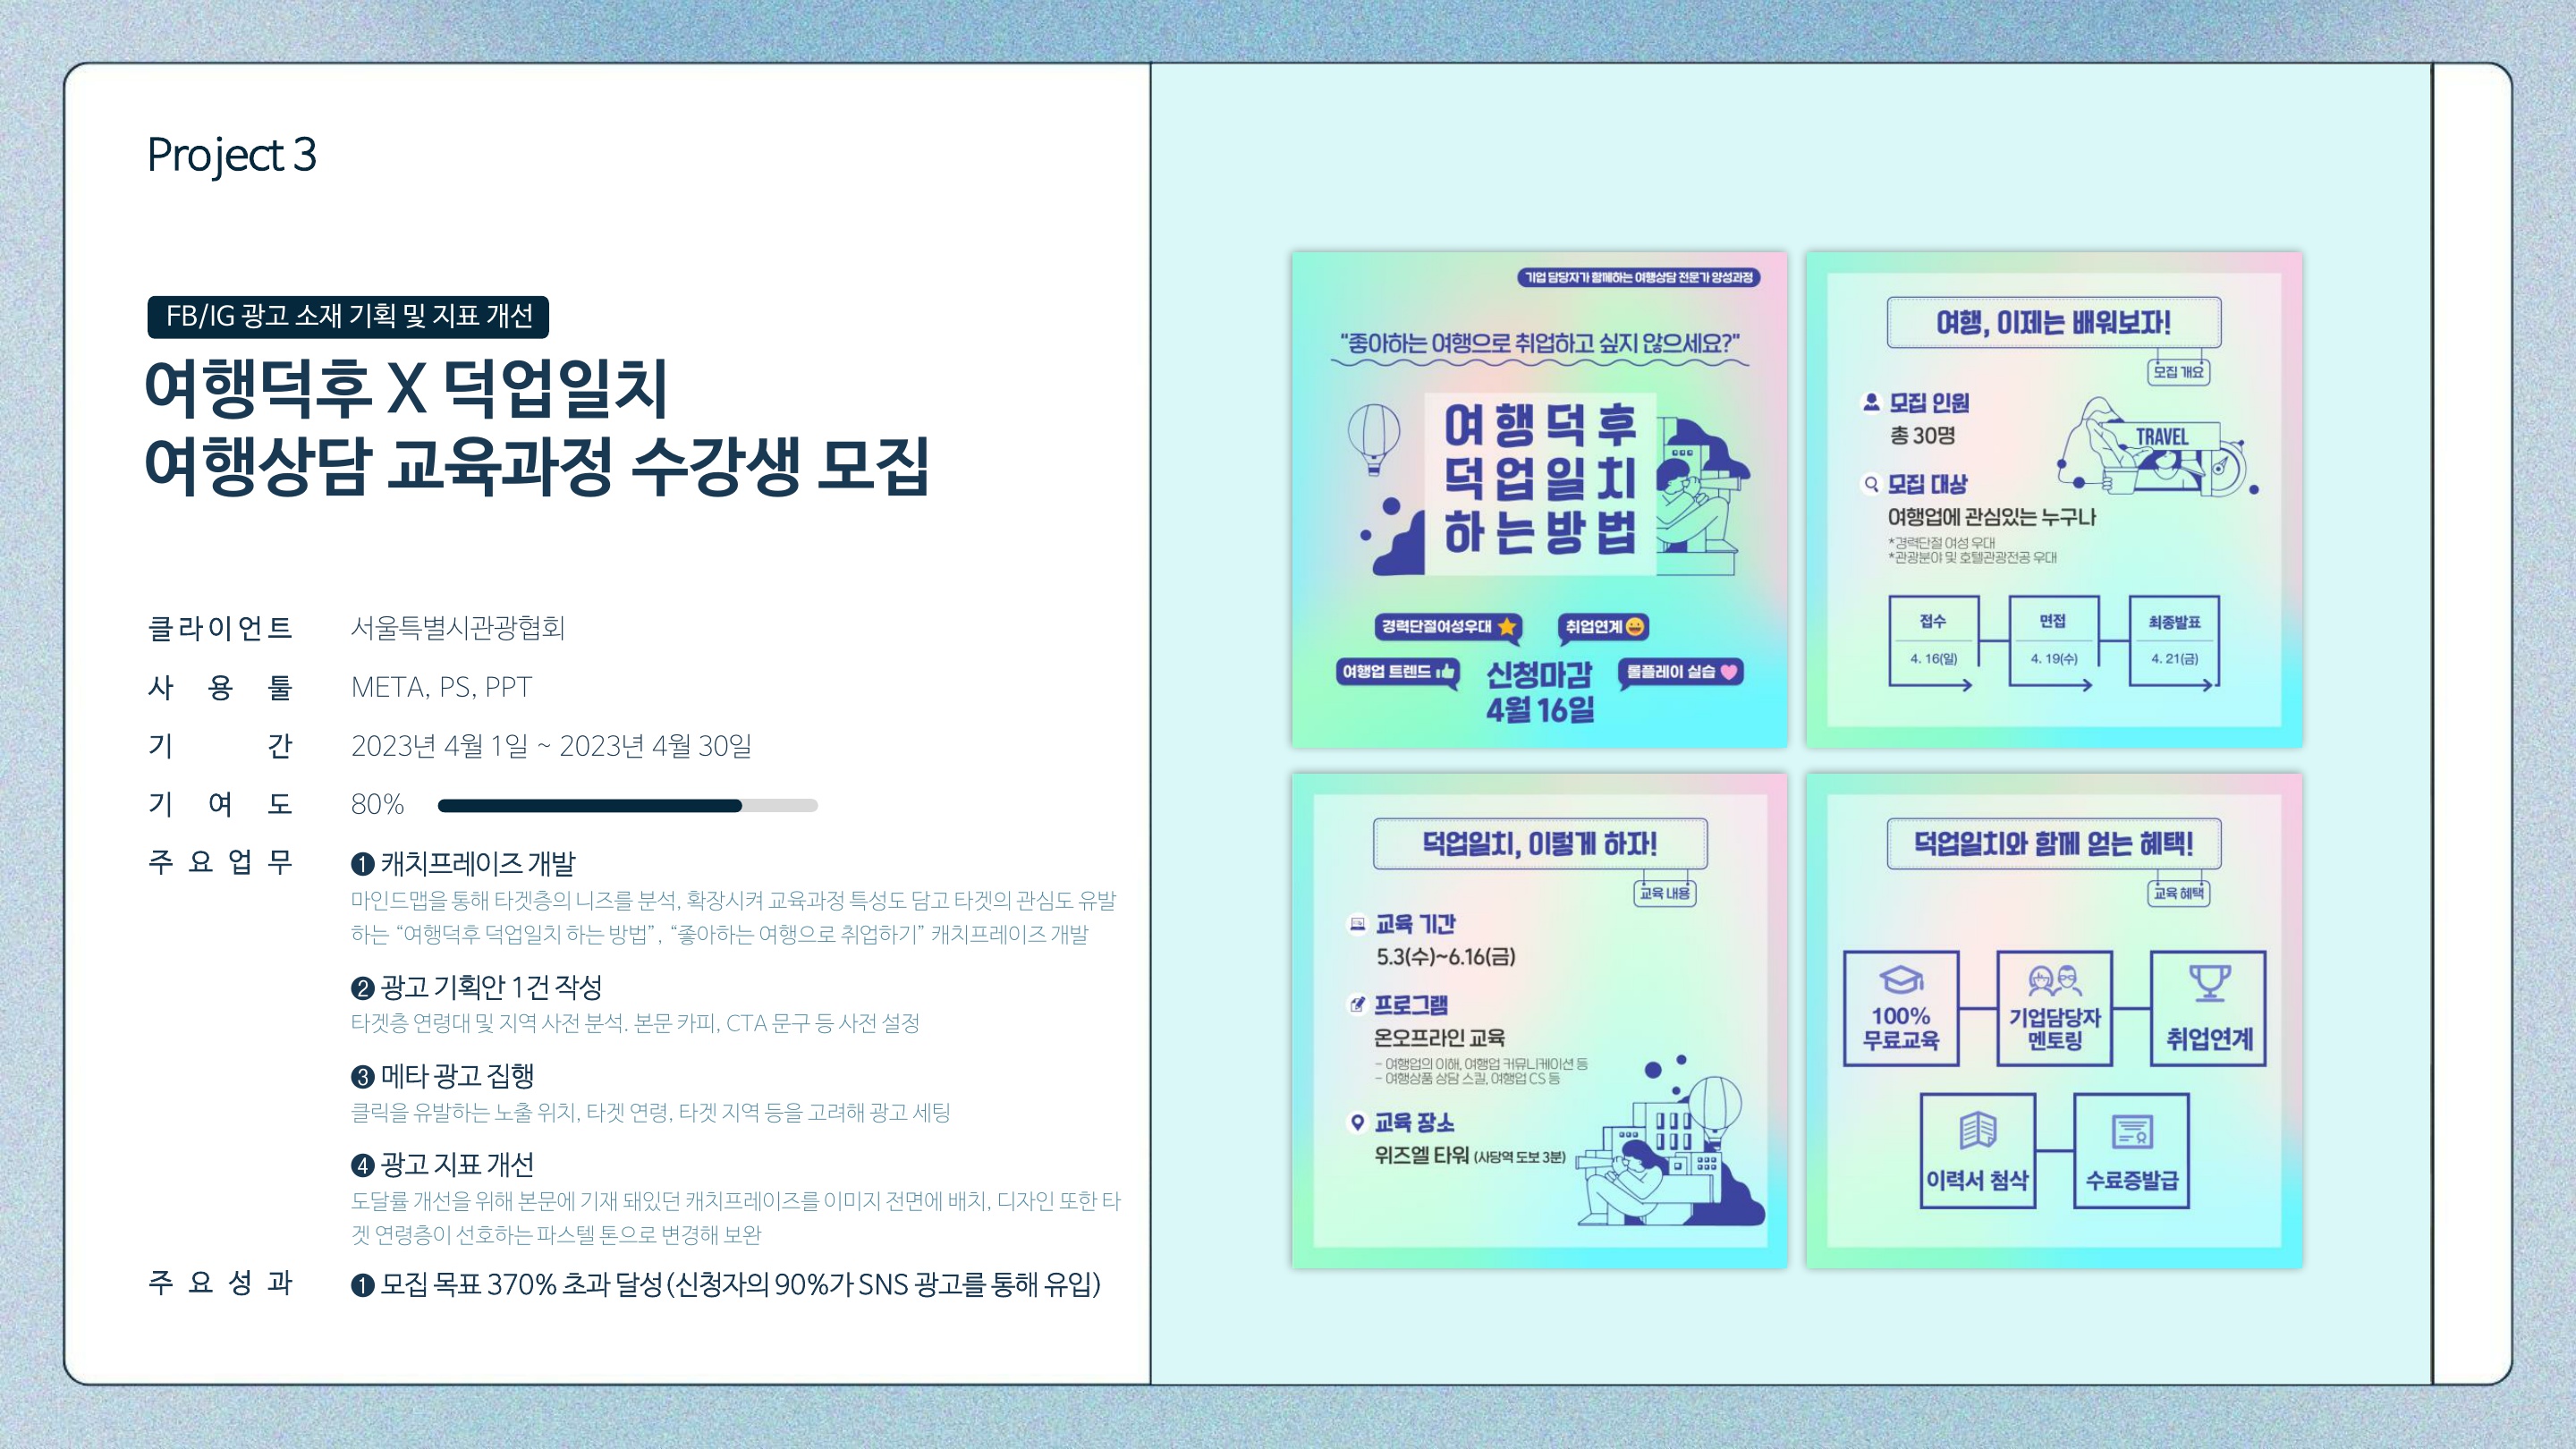 Project 3
FB/IG 광고 소재 기획 및 지표 개선
여행덕후 X 덕업일치
여행상담 교육과정 수강생 모집
클라이언트 서울특별시관광협회
사용툴 META, PS, PPT
기간 2023년 4월 1일 ~ 2023년 4월 30일
기여도 80%
주요업무 ❶ 캐치프레이즈 개발
마인드맵을 통해 타겟층의 니즈를 분석, 확장시켜 교육과정 특성도 담고 타겟의 관심도 유발
하는 “여행덕후 덕업일치 하는 방법”, “좋아하는 여행으로 취업하기” 캐치프레이즈 개발
❷ 광고 기획안 1건 작성
타겟층 연령대 및 지역 사전 분석. 본문 카피, CTA 문구 등 사전 설정
❸ 메타 광고 집행
클릭을 유발하는 노출 위치, 타겟 연령, 타겟 지역 등을 고려해 광고 세팅
❹ 광고 지표 개선
도달률 개선을 위해 본문에 기재 돼있던 캐치프레이즈를 이미지 전면에 배치, 디자인 또한 타
겟 연령층이 선호하는 파스텔 톤으로 변경해 보완
주요성과 ❶ 모집 목표 370% 초과 달성 (신청자의 90%가 SNS 광고를 통해 유입)
기업 담당자가 함께하는 여행상담 전문가 양성과정
"좋아하는 여행으로 취업하고 싶지 않으세요?"
여행덕후
덕업일치
하는방법
경력단절여성우대
취업연계
여행업 트렌드
신청마감
4월 16일
롤플레이 실습
여행, 이제는 배워보자!
모집 개요
모집 인원
총 30명
TRAVEL
모집 대상
여행업에 관심있는 누구나
*경력단절 여성 우대
*관광분야 및 호텔관광전공 우대
접수 면접 최종발표
4. 16(일) 4. 19(수) 4. 21(금)
덕업일치, 이렇게 하자!
교육 내용
교육 기간
5.3(수)~6.16(금)
프로그램
온오프라인 교육
- 여행업의 이해, 여행업 커뮤니케이션 등
- 여행상품 상담 스킬, 여행업 CS 등
교육 장소
위즈엘 타워 (사당역 도보 3분)
덕업일치와 함께 얻는 혜택!
교육 혜택
100%
무료교육
기업담당자
멘토링
취업연계
이력서 첨삭
수료증발급